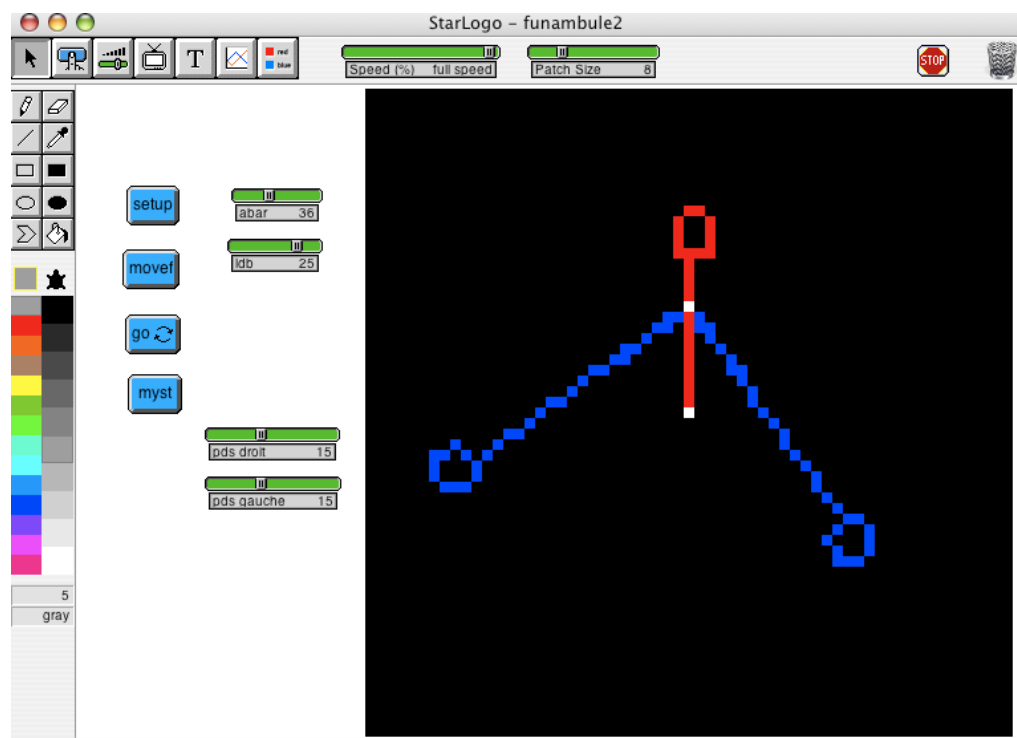 StarLogo – funambule2
T
red
blue
Speed (%) full speed
Patch Size 8
STOP
setup
abar 36
movef
ldb 25
go
myst
pds droit 15
pds gauche 15
5
gray